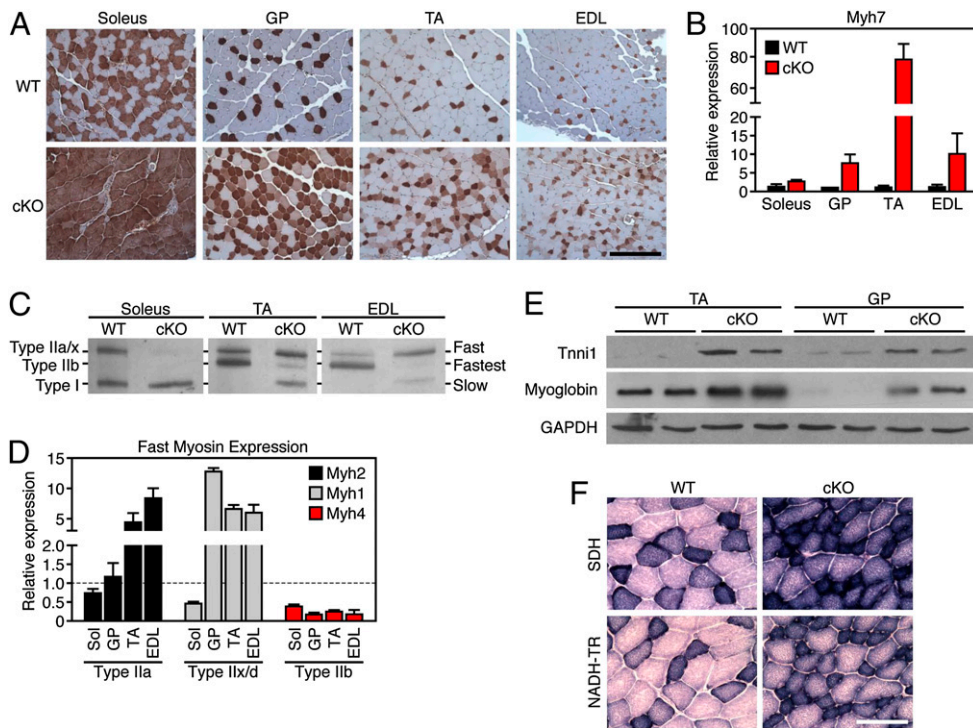 A
Soleus GP TA EDL
WT
cKO
B
Myh7
WT
cKO
Relative expression
100
80
60
20
15
10
5
0
Soleus GP TA EDL
C
Soleus TA EDL
WT cKO WT cKO WT cKO
Type IIa/x Fast
Type IIb Fastest
Type I Slow
D
Fast Myosin Expression
Myh2
Myh1
Myh4
Relative expression
15
10
5
2.0
1.5
1.0
0.5
0
Sol GP TA EDL Sol GP TA EDL Sol GP TA EDL
Type IIa Type IIx/d Type IIb
E
TA GP
WT cKO WT cKO
Tnni1
Myoglobin
GAPDH
F
WT cKO
SDH
NADH-TR